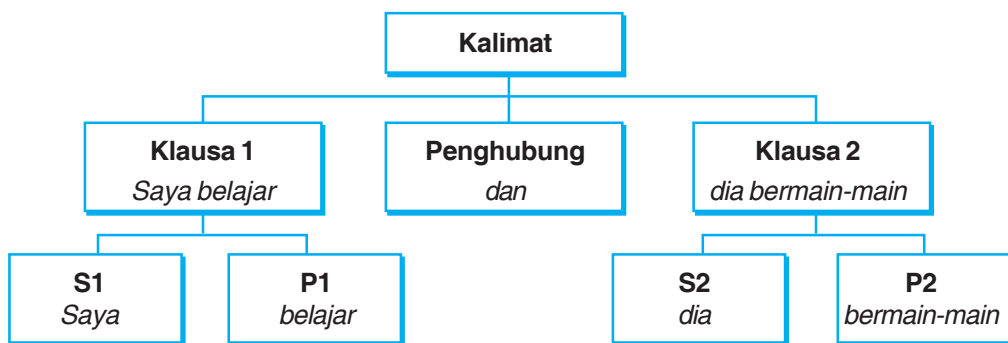 Kalimat
Klausa 1
Saya belajar
Penghubung
dan
Klausa 2
dia bermain-main
S1
Saya
P1
belajar
S2
dia
P2
bermain-main